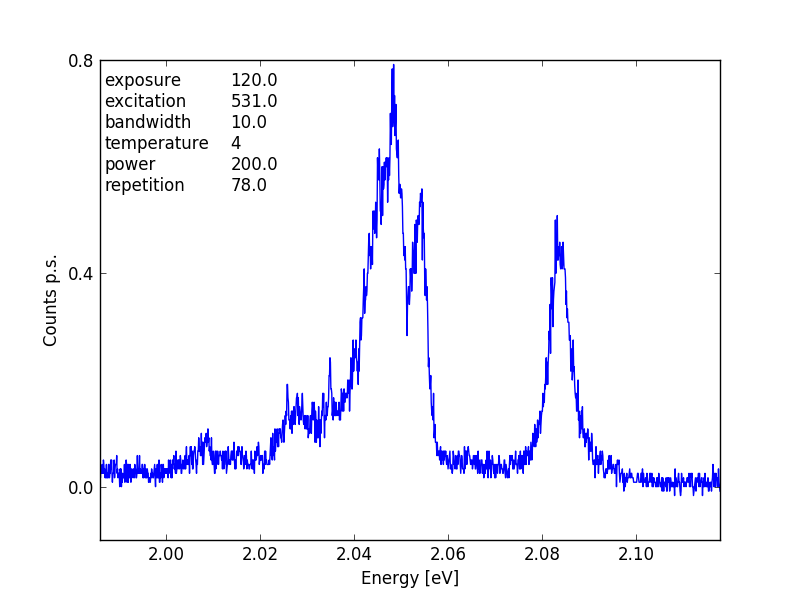 0.8
exposure 120.0
excitation 531.0
bandwidth 10.0
temperature 4
power 200.0
repetition 78.0
Counts p.s.
0.4
0.0
2.00 2.02 2.04 2.06 2.08 2.10
Energy [eV]